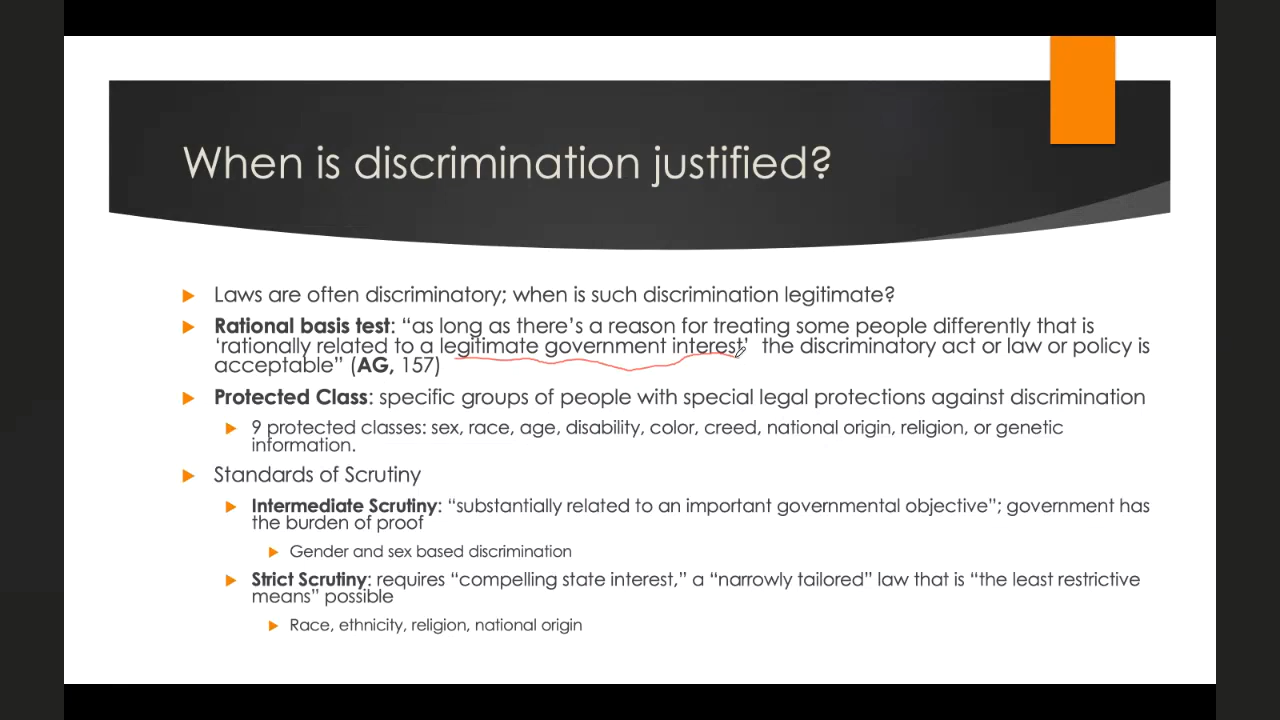 When is discrimination justified?
Laws are often discriminatory; when is such discrimination legitimate?
Rational basis test: “as long as there’s a reason for treating some people differently that is
‘rationally related to a legitimate government interest’ the discriminatory act or law or policy is
acceptable” (AG, 157)
Protected Class: specific groups of people with special legal protections against discrimination
9 protected classes: sex, race, age, disability, color, creed, national origin, religion, or genetic
information.
Standards of Scrutiny
Intermediate Scrutiny: “substantially related to an important governmental objective”; government has
the burden of proof
Gender and sex based discrimination
Strict Scrutiny: requires “compelling state interest,” a “narrowly tailored” law that is “the least restrictive
means” possible
Race, ethnicity, religion, national origin